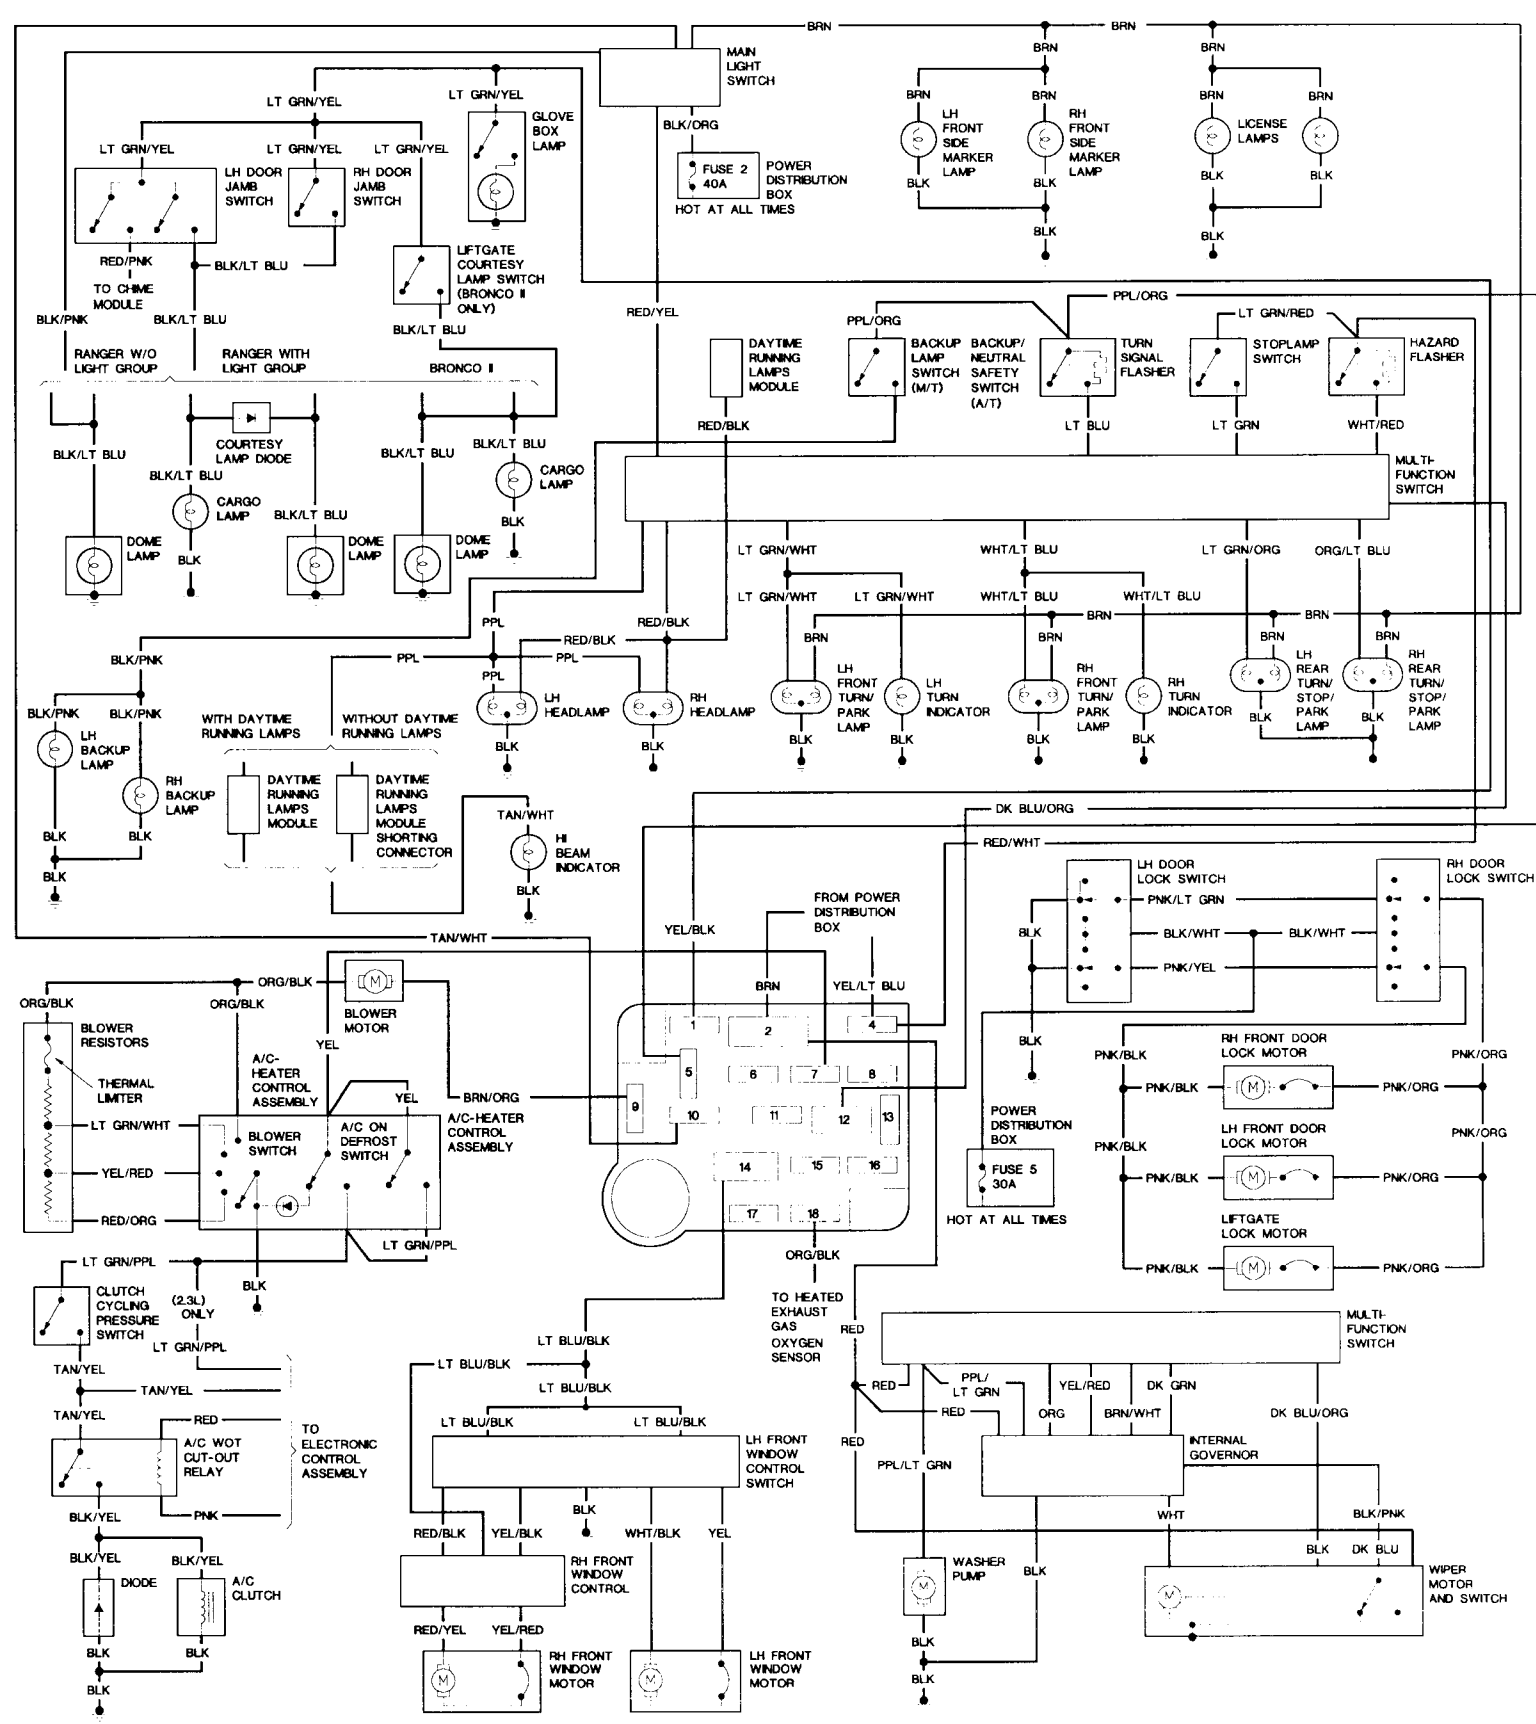 BRN
BRN
MAIN
LIGHT
SWITCH
BRN
BRN
LT GRN/YEL
LT GRN/YEL
BRN
BRN
BRN
BRN
GLOVE
BOX
LAMP
BLK/ORG
LH
FRONT
SIDE
MARKER
LAMP
RH
FRONT
SIDE
MARKER
LAMP
LICENSE
LAMPS
LT GRN/YEL
LT GRN/YEL
LT GRN/YEL
LH DOOR
JAMB
SWITCH
RH DOOR
JAMB
SWITCH
FUSE 2
40A
POWER
DISTRIBUTION
BOX
HOT AT ALL TIMES
BLK
BLK
BLK
BLK
BLK
BLK
RED/PNK
BLK/LT BLU
TO CHIME
MODULE
LIFTGATE
COURTESY
LAMP SWITCH
(BRONCO II
ONLY)
BLK/PNK
BLK/LT BLU
BLK/LT BLU
RED/YEL
PPL/ORG
PPL/ORG
LT GRN/RED
RANGER W/O
LIGHT GROUP
RANGER WITH
LIGHT GROUP
BRONCO II
DAYTIME
RUNNING
LAMPS
MODULE
BACKUP
LAMP
SWITCH
(M/T)
BACKUP/
NEUTRAL
SAFETY
SWITCH
(A/T)
TURN
SIGNAL
FLASHER
STOPLAMP
SWITCH
HAZARD
FLASHER
RED/BLK
LT BLU
LT GRN
WHT/RED
COURTESY
LAMP DIODE
BLK/LT BLU
BLK/LT BLU
BLK/LT BLU
BLK/LT BLU
BLK/LT BLU
CARGO
LAMP
CARGO
LAMP
MULTI-
FUNCTION
SWITCH
BLK
BLK
DOME
LAMP
DOME
LAMP
DOME
LAMP
LT GRN/WHT
WHT/LT BLU
LT GRN/ORG
ORG/LT BLU
LT GRN/WHT
LT GRN/WHT
WHT/LT BLU
WHT/LT BLU
BRN
BRN
PPL
RED/BLK
RED/BLK
BRN
BRN
BRN
BRN
BLK/PNK
PPL
PPL
PPL
BLK/PNK
BLK/PNK
LH
HEADLAMP
RH
HEADLAMP
LH
FRONT
TURN/
PARK
LAMP
LH
TURN
INDICATOR
RH
FRONT
TURN/
PARK
LAMP
RH
TURN
INDICATOR
LH
REAR
TURN/
STOP/
PARK
LAMP
RH
REAR
TURN/
STOP/
PARK
LAMP
WITH DAYTIME
RUNNING LAMPS
WITHOUT DAYTIME
RUNNING LAMPS
LH
BACKUP
LAMP
BLK
BLK
BLK
BLK
BLK
BLK
BLK
BLK
RH
BACKUP
LAMP
DAYTIME
RUNNING
LAMPS
MODULE
DAYTIME
RUNNING
LAMPS
MODULE
SHORTING
CONNECTOR
TAN/WHT
HI
BEAM
INDICATOR
BLK
BLK
BLK
BLK
DK BLU/ORG
RED/WHT
LH DOOR
LOCK SWITCH
RH DOOR
LOCK SWITCH
FROM POWER
DISTRIBUTION
BOX
PNK/LT GRN
TAN/WHT
YEL/BLK
BLK
BLK/WHT
BLK/WHT
PNK/YEL
ORG/BLK
ORG/BLK
ORG/BLK
BLOWER
MOTOR
M
BRN
YEL/LT BLU
BLOWER
RESISTORS
THERMAL
LIMITER
YEL
A/C-
HEATER
CONTROL
ASSEMBLY
YEL
BRN/ORG
A/C-HEATER
CONTROL
ASSEMBLY
1
2
4
5
6
7
8
9
10
11
12
13
14
15
16
17
18
BLK
PNK/BLK
RH FRONT DOOR
LOCK MOTOR
PNK/ORG
PNK/BLK
M
PNK/ORG
LT GRN/WHT
YEL/RED
RED/ORG
BLOWER
SWITCH
A/C ON
DEFROST
SWITCH
POWER
DISTRIBUTION
BOX
FUSE 5
30A
HOT AT ALL TIMES
PNK/BLK
LH FRONT DOOR
LOCK MOTOR
PNK/ORG
PNK/BLK
M
PNK/ORG
LIFTGATE
LOCK MOTOR
PNK/BLK
M
PNK/ORG
LT GRN/PPL
LT GRN/PPL
ORG/BLK
CLUTCH
CYCLING
PRESSURE
SWITCH
(2.3L)
ONLY
BLK
LT GRN/PPL
TO HEATED
EXHAUST
GAS
OXYGEN
SENSOR
TAN/YEL
TAN/YEL
TAN/YEL
LT BLU/BLK
LT BLU/BLK
LT BLU/BLK
LT BLU/BLK
LT BLU/BLK
RED
MULTI-
FUNCTION
SWITCH
RED
PPL/
LT GRN
YEL/RED
DK GRN
RED
ORG
BRN/WHT
DK BLU/ORG
RED
A/C WOT
CUT-OUT
RELAY
TO
ELECTRONIC
CONTROL
ASSEMBLY
LH FRONT
WINDOW
CONTROL
SWITCH
RED
PPL/LT GRN
INTERNAL
GOVERNOR
PNK
BLK/YEL
BLK
RED/BLK
YEL/BLK
WHT/BLK
YEL
WHT
BLK/PNK
BLK/YEL
BLK/YEL
DIODE
A/C
CLUTCH
RH FRONT
WINDOW
CONTROL
WASHER
PUMP
M
BLK
BLK
DK BLU
WIPER
MOTOR
AND SWITCH
M
RED/YEL
YEL/RED
BLK
BLK
BLK
BLK
M
RH FRONT
WINDOW
MOTOR
M
LH FRONT
WINDOW
MOTOR
BLK
BLK